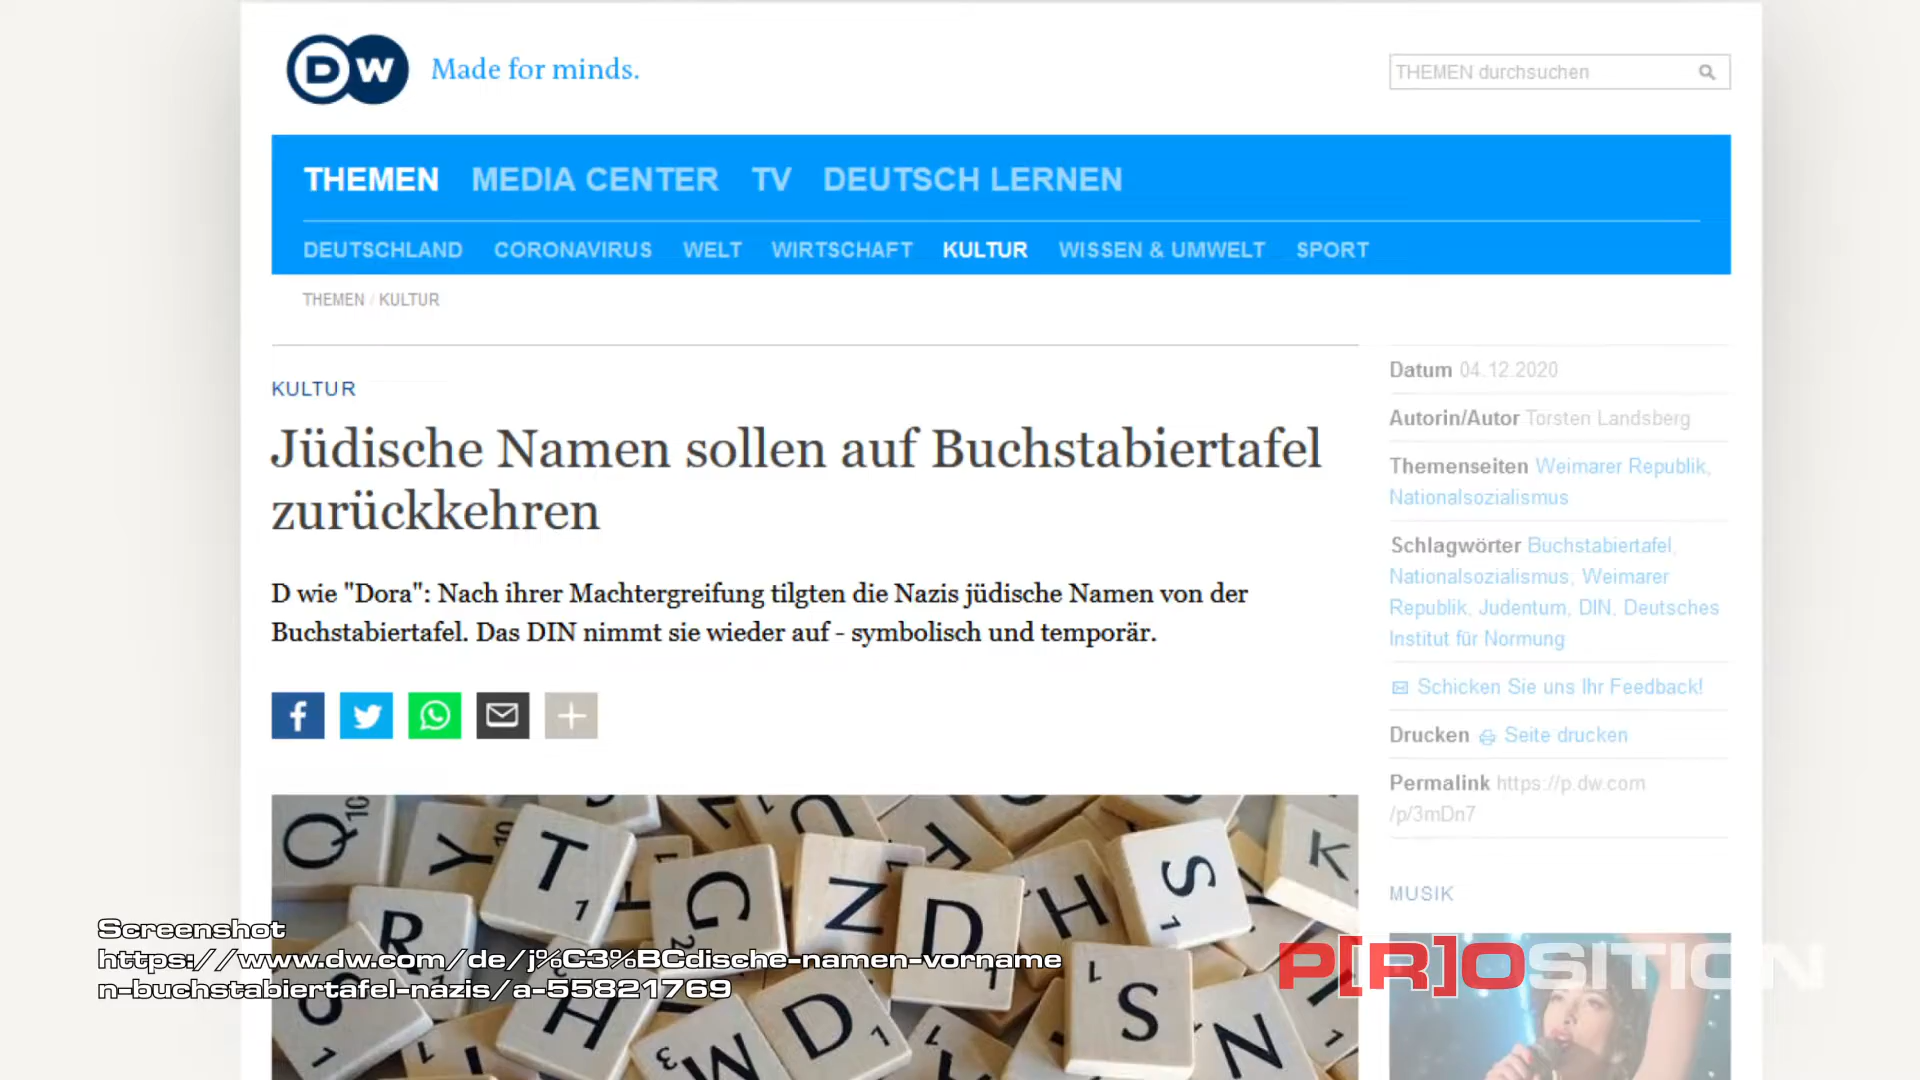 DW Made for minds.
THEMEN durchsuchen
THEMEN MEDIA CENTER TV DEUTSCH LERNEN
DEUTSCHLAND CORONAVIRUS WELT WIRTSCHAFT KULTUR WISSEN & UMWELT SPORT
THEMEN / KULTUR
KULTUR
Jüdische Namen sollen auf Buchstabiertafel
zurückkehren
D wie "Dora": Nach ihrer Machtergreifung tilgten die Nazis jüdische Namen von der
Buchstabiertafel. Das DIN nimmt sie wieder auf - symbolisch und temporär.
Datum 04.12.2020
Autorin/Autor Torsten Landsberg
Themenseiten Weimarer Republik,
Nationalsozialismus
Schlagwörter Buchstabiertafel,
Nationalsozialismus, Weimarer
Republik, Judentum, DIN, Deutsches
Institut für Normung
Schicken Sie uns Ihr Feedback!
Drucken Seite drucken
Permalink https://p.dw.com
/p/3mDn7
MUSIK
Screenshot
https://www.dw.com/de/j%C3%BCdische-namen-vorname
n-buchstabiertafel-nazis/a-55821769
P[R]OSITION